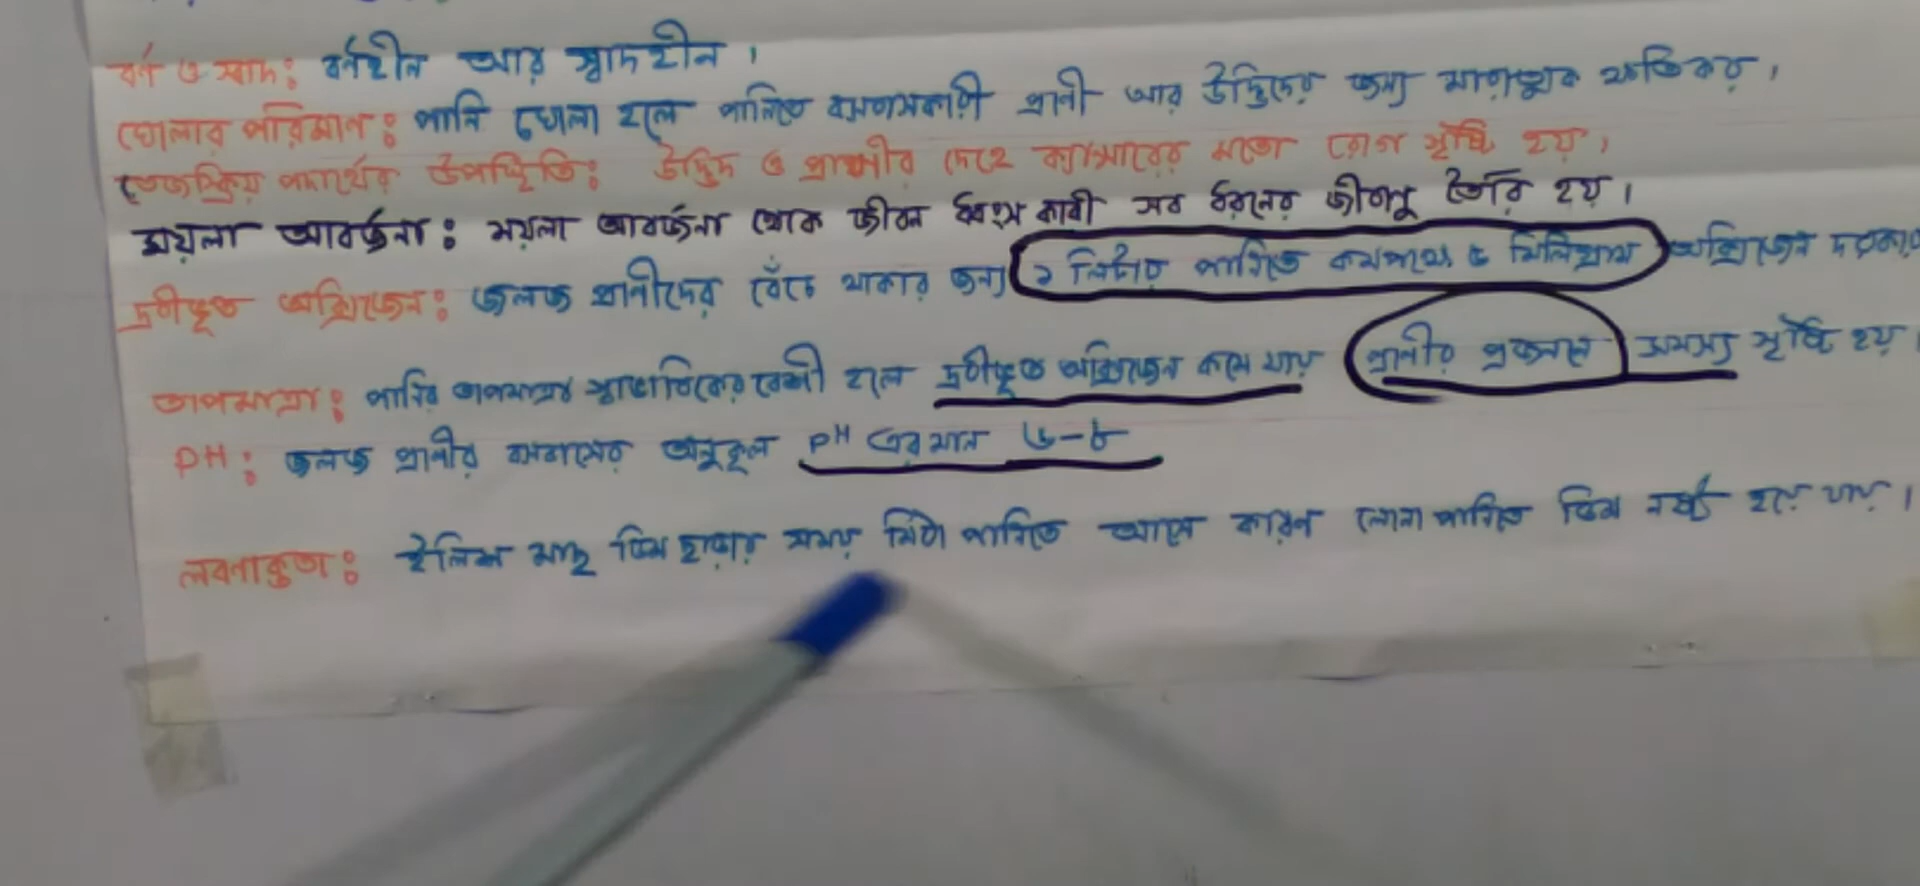 বর্ণ ও স্বাদ: বর্ণহীন আর স্বাদহীন।
ঘোলার পরিমাণ: পানি ঘোলা হলে পানিতে বসবাসকারী প্রাণী আর উদ্ভিদের জন্য মারাত্মক ক্ষতিকর।
তেজস্ক্রিয় পদার্থের উপস্থিতি: উদ্ভিদ ও প্রাণীর দেহে ক্যান্সারের মতো রোগ সৃষ্টি হয়।
ময়লা আবর্জনা: ময়লা আবর্জনা থেকে জীবন ধ্বংসকারী সব ধরনের জীবাণু তৈরি হয়।
দ্রবীভূত অক্সিজেন: জলজ প্রাণীদের বেঁচে থাকার জন্য ১ লিটার পানিতে কমপক্ষে ৫ মিলিগ্রাম অক্সিজেন দরকার
তাপমাত্রা: পানির তাপমাত্রা স্বাভাবিকের বেশী হলে দ্রবীভূত অক্সিজেন কমে যায় প্রাণীর প্রজননে সমস্যা সৃষ্টি হয়।
PH: জলজ প্রাণীর বসবাসের অনুকূল PH এর মান ৬-৮
লবণাক্ততা: ইলিশ মাছ ডিম ছাড়ার সময় মিঠা পানিতে আসে কারণ লোনা পানিতে ডিম নষ্ট হয়ে যায়।